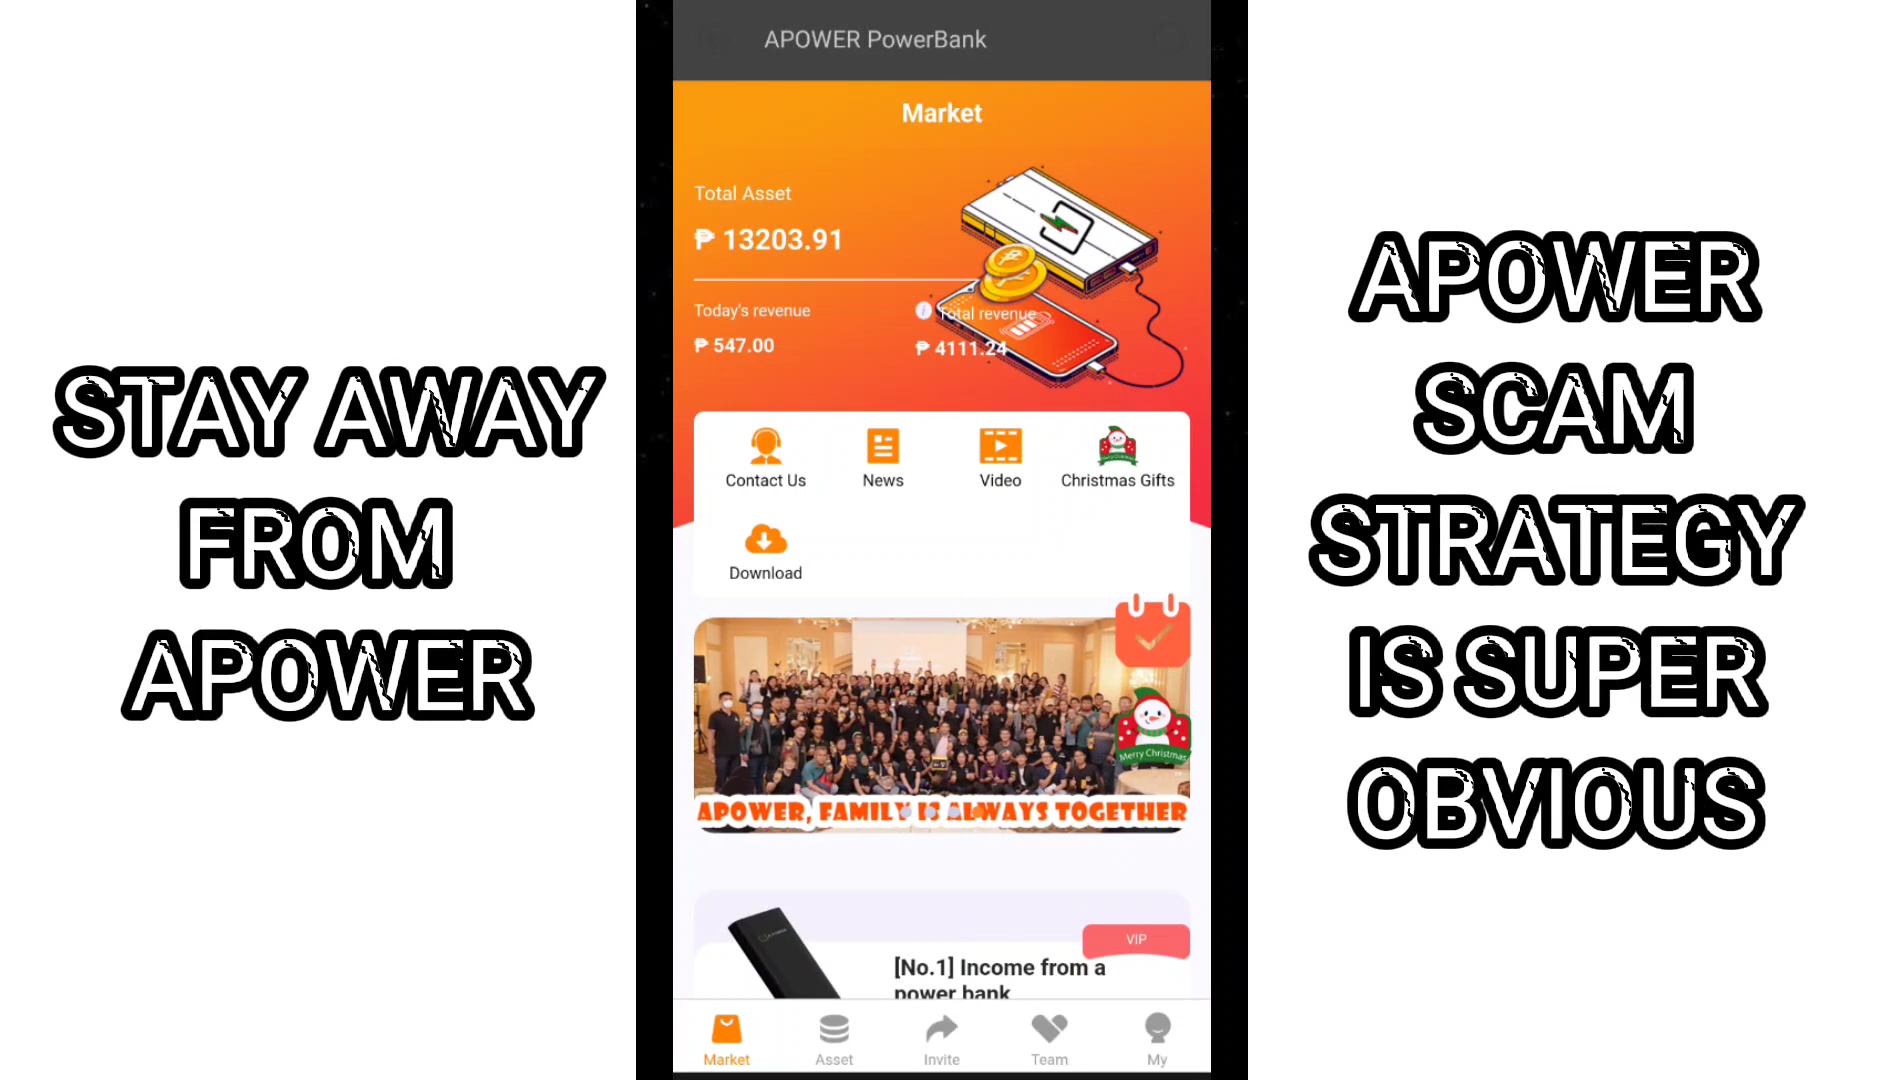 STAY AWAY
FROM
APOWER
APOWER PowerBank
Market
Total Asset
₱ 13203.91
Today's revenue
Total revenue
₱ 547.00
₱ 4111.24
Contact Us
News
Video
Christmas Gifts
Download
Merry Christmas
APOWER, FAMILY IS ALWAYS TOGETHER
VIP
[No.1] Income from a
power bank
Market
Asset
Invite
Team
My
APOWER
SCAM
STRATEGY
IS SUPER
OBVIOUS